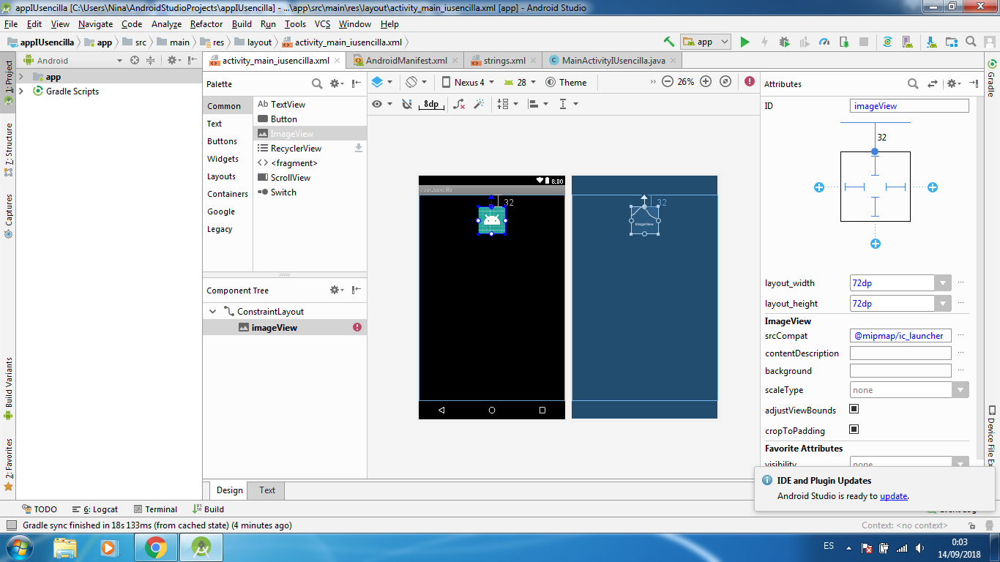 appIUsencilla [C:\Users\Nina\AndroidStudioProjects\appIUsencilla] - ...\app\src\main\res\layout\activity_main_iusencilla.xml [app] - Android Studio
File Edit View Navigate Code Analyze Refactor Build Run Tools VCS Window Help
appIUsencilla app src main res layout activity_main_iusencilla.xml app
Android activity_main_iusencilla.xml AndroidManifest.xml strings.xml MainActivityIUsencilla.java
1: Project
7: Structure
Captures
Build Variants
2: Favorites
app
Gradle Scripts
Palette
Common
Text
Buttons
Widgets
Layouts
Containers
Google
Legacy
Ab TextView
Button
ImageView
RecyclerView
<fragment>
ScrollView
Switch
Component Tree
ConstraintLayout
imageView
Nexus 4 28 Theme » 26%
8dp
appIUsencilla 6:00
32
32
ImageView
Attributes
ID imageView
32
layout_width 72dp ...
layout_height 72dp ...
ImageView
srcCompat @mipmap/ic_launcher ...
contentDescription ...
background ...
scaleType none
adjustViewBounds
cropToPadding
Favorite Attributes
visibility none
Gradle
Device File Ex
IDE and Plugin Updates
Android Studio is ready to update.
Design Text
TODO 6: Logcat Terminal Build Event Log
Gradle sync finished in 18s 133ms (from cached state) (4 minutes ago) Context: <no context>
ES 0:03
14/09/2018